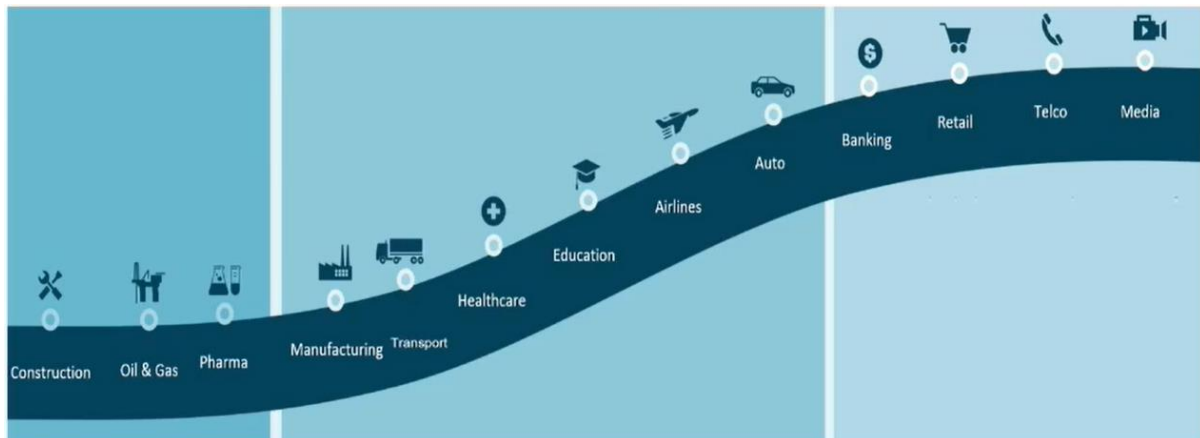 Construction
Oil & Gas
Pharma
Manufacturing
Transport
Healthcare
Education
Airlines
Auto
Banking
Retail
Telco
Media